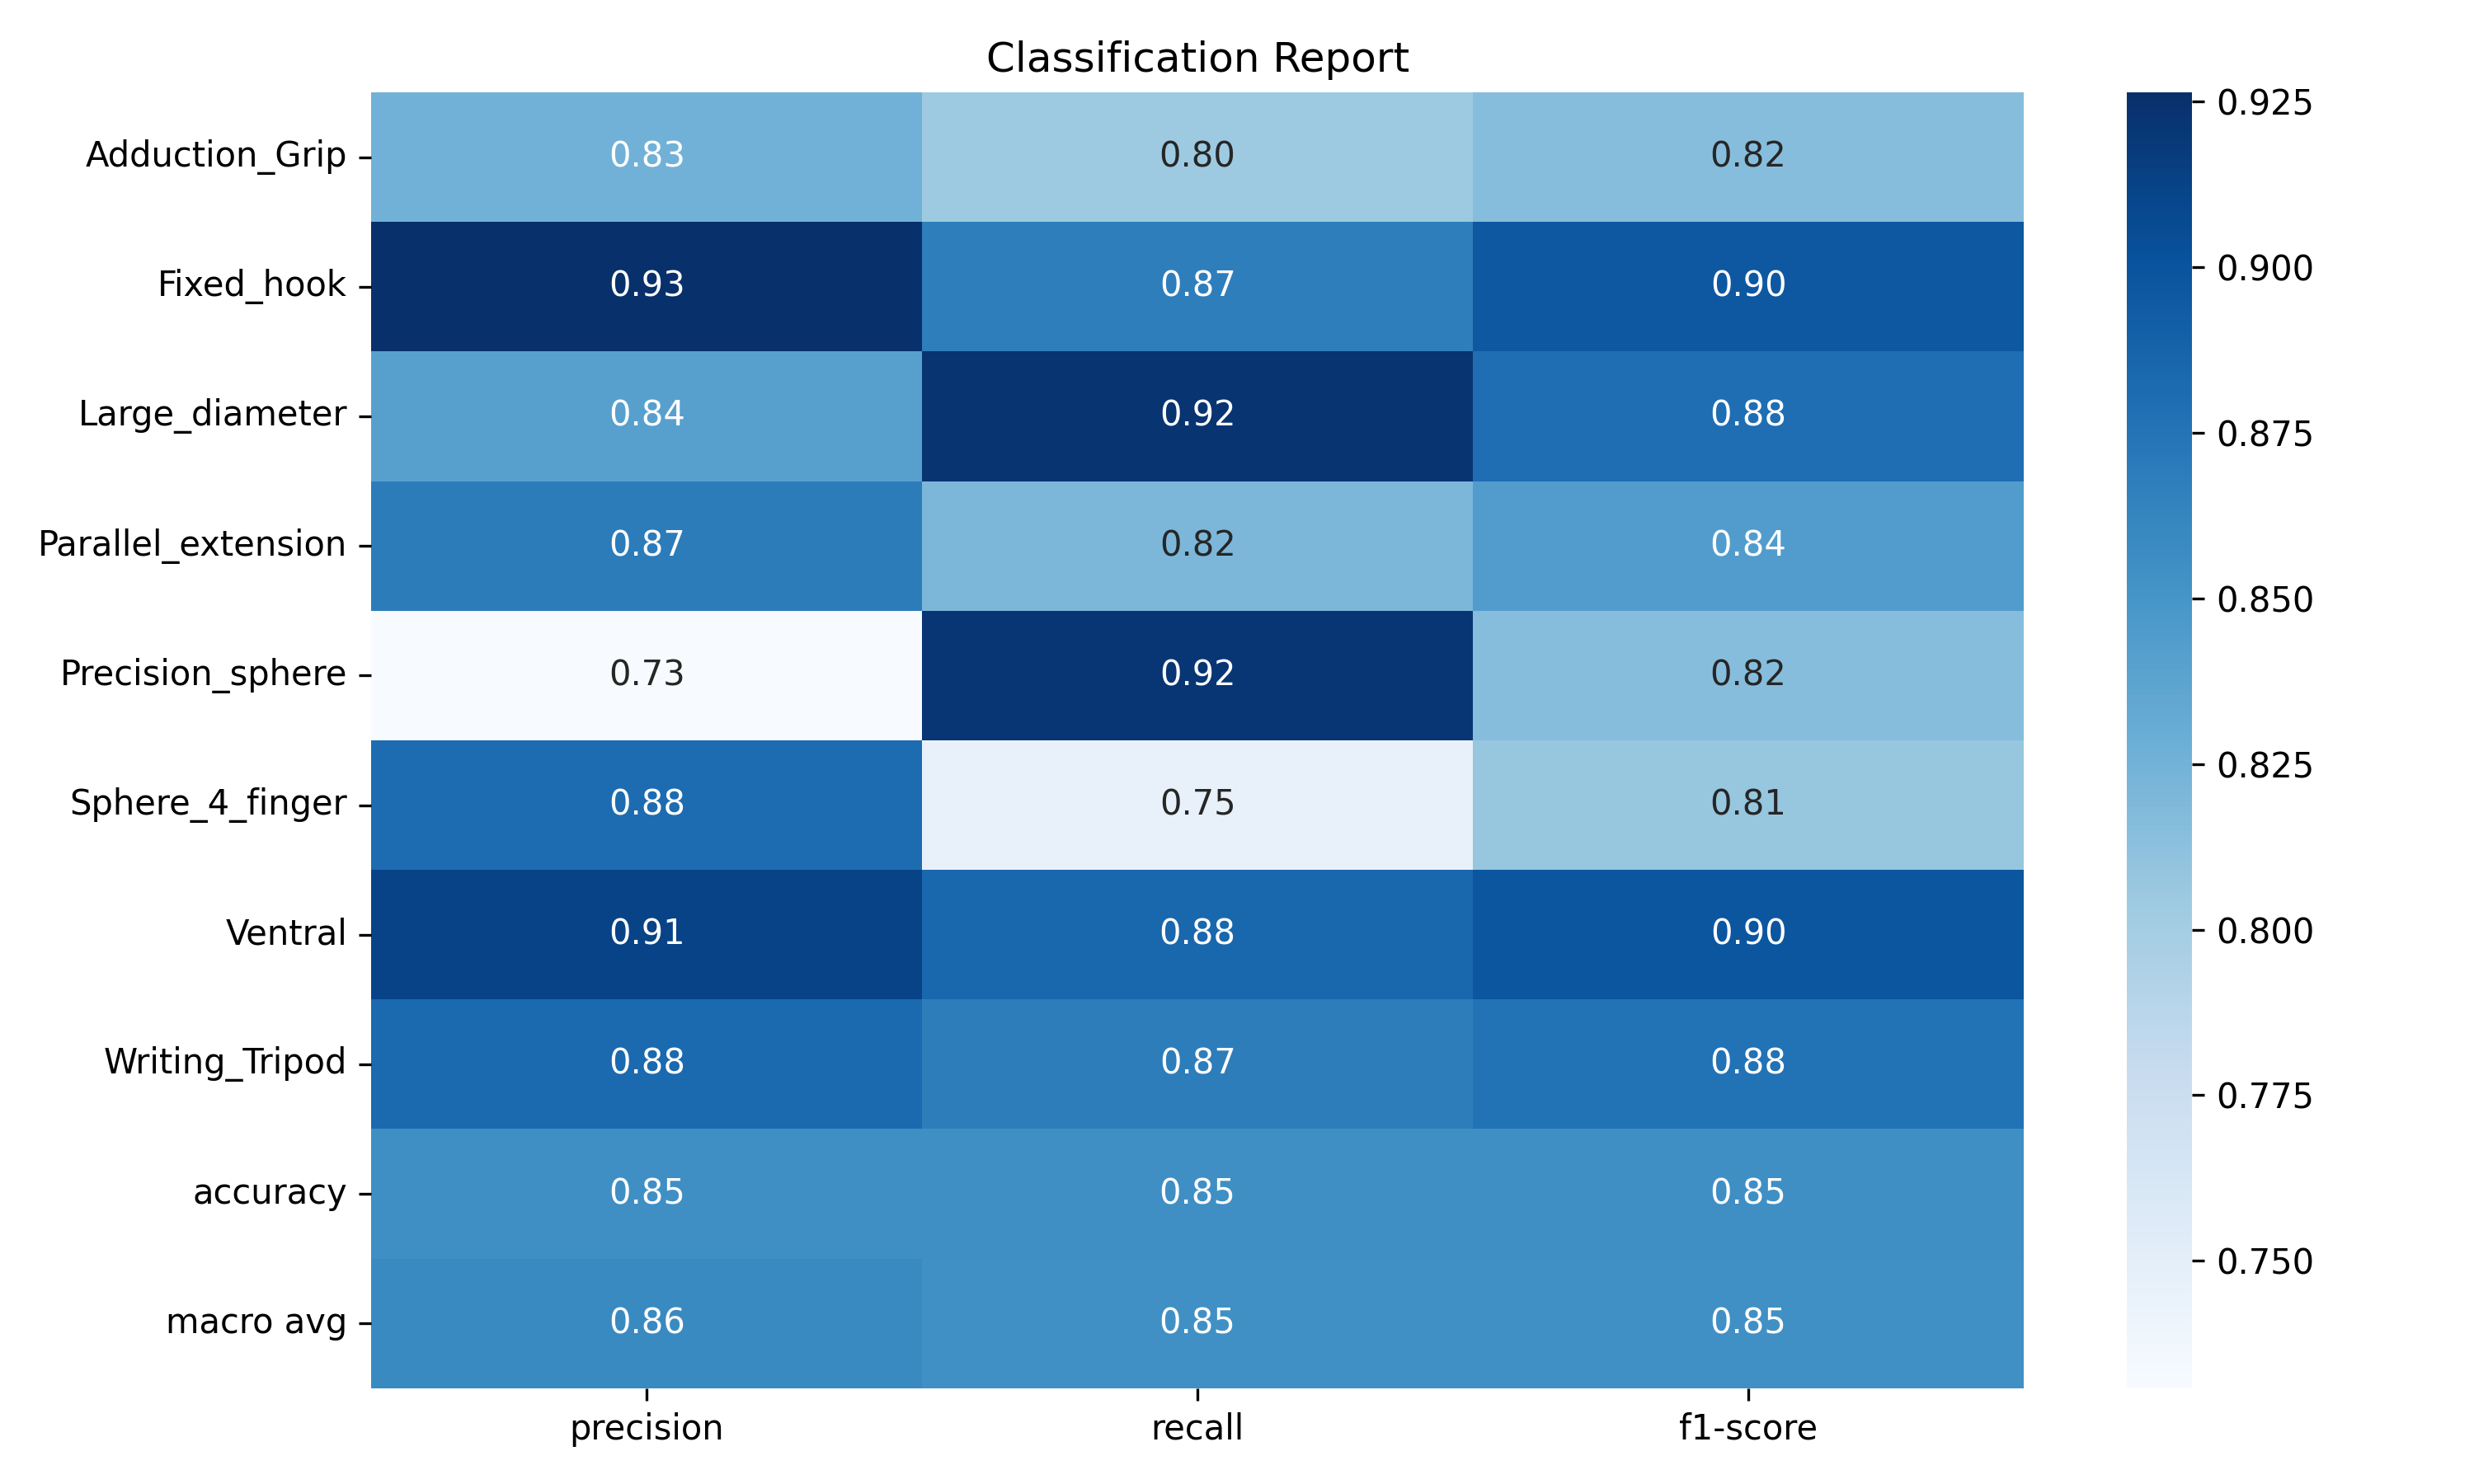 Classification Report
Adduction_Grip 0.83 0.80 0.82
Fixed_hook 0.93 0.87 0.90
Large_diameter 0.84 0.92 0.88
Parallel_extension 0.87 0.82 0.84
Precision_sphere 0.73 0.92 0.82
Sphere_4_finger 0.88 0.75 0.81
Ventral 0.91 0.88 0.90
Writing_Tripod 0.88 0.87 0.88
accuracy 0.85 0.85 0.85
macro avg 0.86 0.85 0.85
precision recall f1-score
0.925
0.900
0.875
0.850
0.825
0.800
0.775
0.750